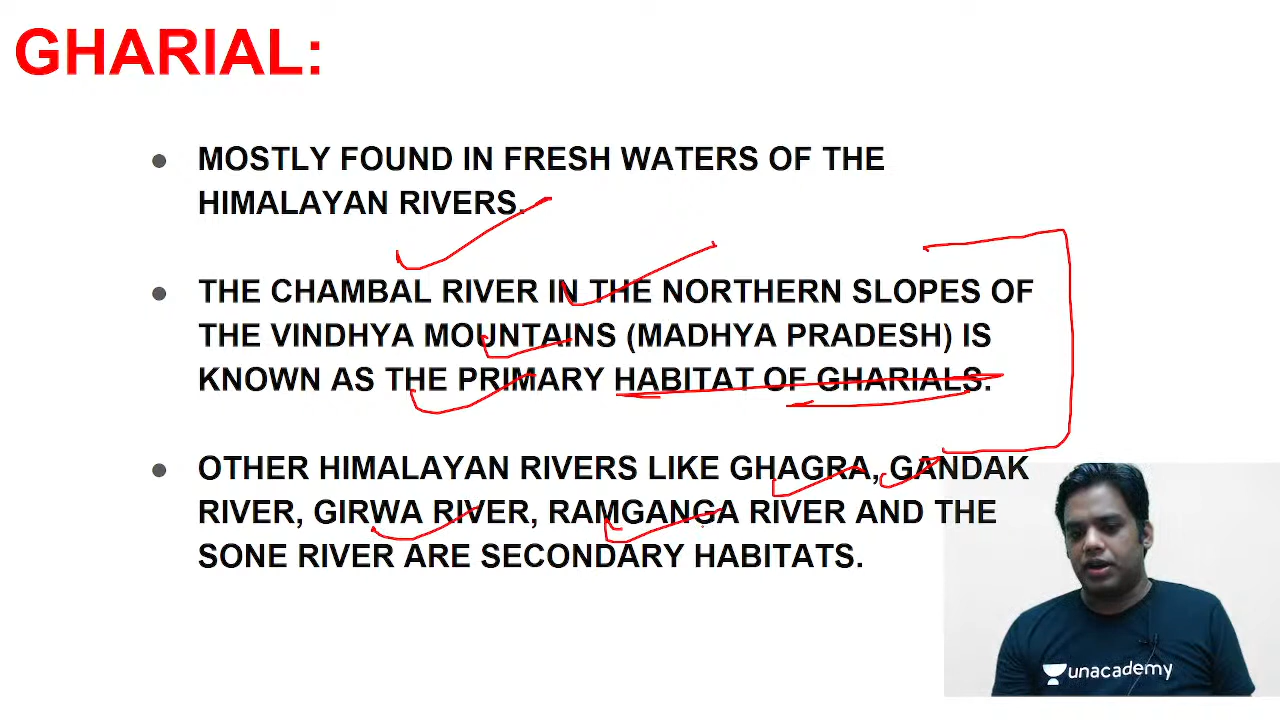 GHARIAL:
MOSTLY FOUND IN FRESH WATERS OF THE
HIMALAYAN RIVERS.
THE CHAMBAL RIVER IN THE NORTHERN SLOPES OF
THE VINDHYA MOUNTAINS (MADHYA PRADESH) IS
KNOWN AS THE PRIMARY HABITAT OF GHARIALS.
OTHER HIMALAYAN RIVERS LIKE GHAGRA, GANDAK
RIVER, GIRWA RIVER, RAMGANGA RIVER AND THE
SONE RIVER ARE SECONDARY HABITATS.
unacademy